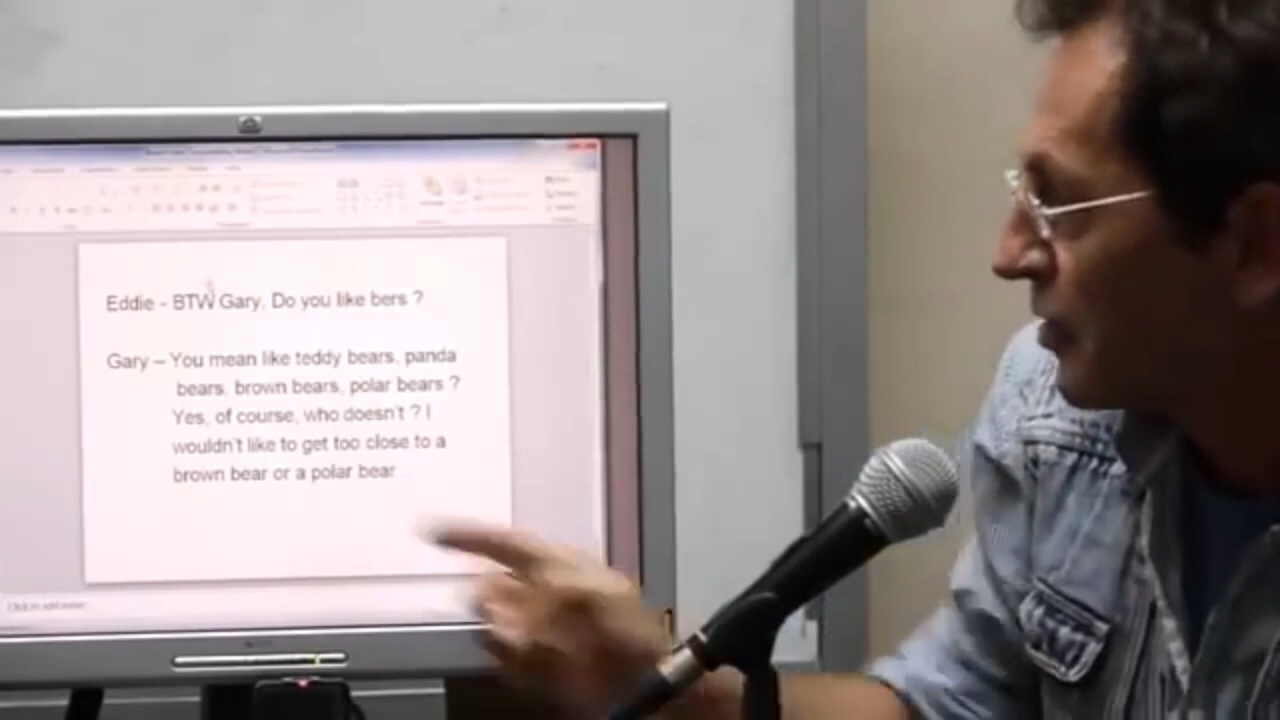 Eddie - BTW Gary, Do you like bers ?
Gary – You mean like teddy bears, panda
bears, brown bears, polar bears ?
Yes, of course, who doesn't ? I
wouldn't like to get too close to a
brown bear or a polar bear